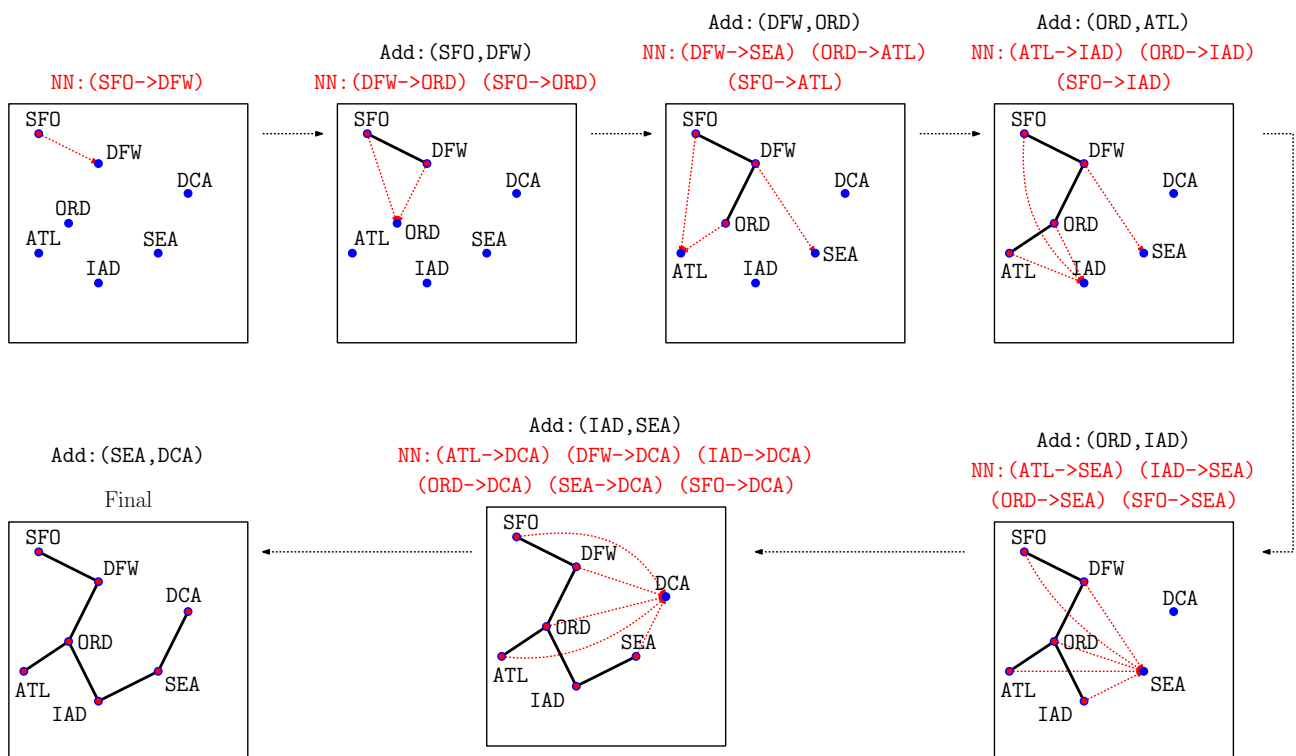 NN:(SFO->DFW)
SFO
DFW
DCA
ORD
ATL
SEA
IAD
Add:(SFO,DFW)
NN:(DFW->ORD) (SFO->ORD)
SFO
DFW
DCA
ORD
ATL
SEA
IAD
Add:(DFW,ORD)
NN:(DFW->SEA) (ORD->ATL)
(SFO->ATL)
SFO
DFW
DCA
ORD
SEA
ATL
IAD
Add:(ORD,ATL)
NN:(ATL->IAD) (ORD->IAD)
(SFO->IAD)
SFO
DFW
DCA
ORD
SEA
ATL
IAD
Add:(ORD,IAD)
NN:(ATL->SEA) (IAD->SEA)
(ORD->SEA) (SFO->SEA)
SFO
DFW
DCA
ORD
ATL
SEA
IAD
Add:(IAD,SEA)
NN:(ATL->DCA) (DFW->DCA) (IAD->DCA)
(ORD->DCA) (SEA->DCA) (SFO->DCA)
SFO
DFW
DCA
ORD
SEA
ATL
IAD
Add:(SEA,DCA)
Final
SFO
DFW
DCA
ORD
ATL
SEA
IAD